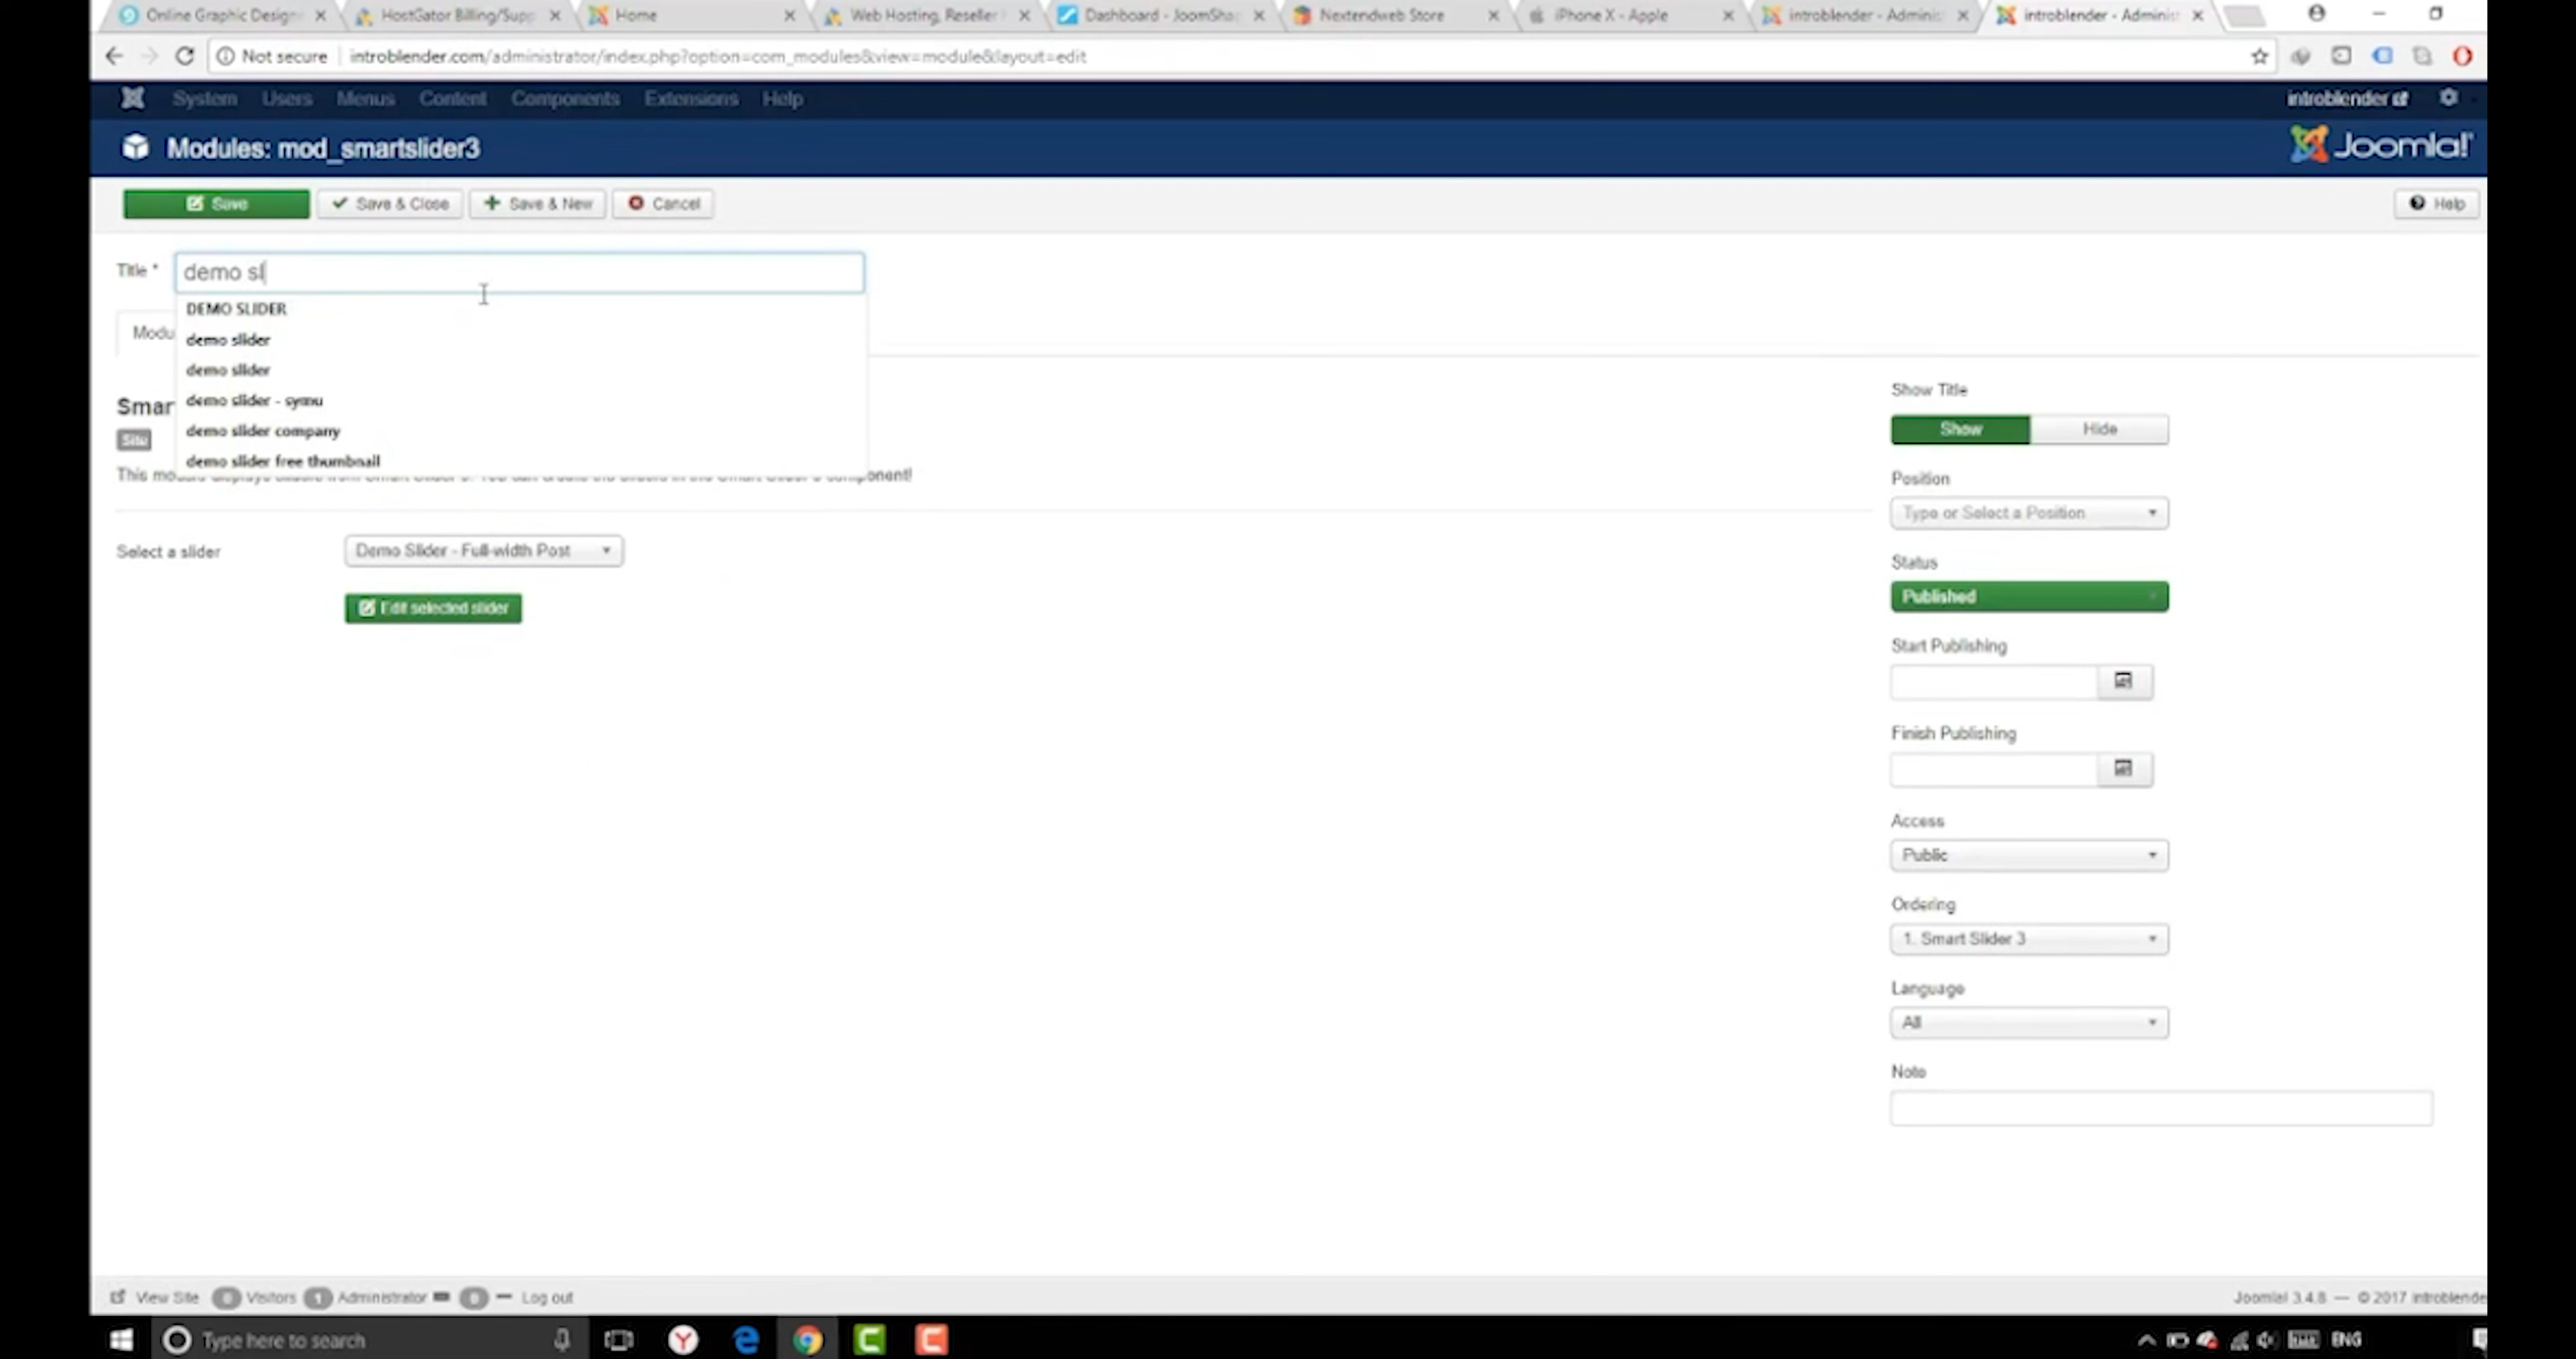 Online Graphic Design
HostGator Billing/Supp
Home
Web Hosting, Reseller
Dashboard - JoomSha
Nextendweb Store
iPhone X - Apple
introblender - Adminis
introblender - Adminis
Not secure
introblender.com/administrator/index.php?option=com_modules&view=module&layout=edit
System Users Menus Content Components Extensions Help
introblender
Modules: mod_smartslider3
Joomla!
Save
Save & Close
Save & New
Cancel
Help
Title *
demo sl
DEMO SLIDER
Modu
demo slider
demo slider
demo slider - symu
Smar
demo slider company
Site
demo slider free thumbnail
Show Title
Show
Hide
Position
Type or Select a Position
Select a slider
Demo Slider - Full-width Post
Edit selected slider
Status
Published
Start Publishing
Finish Publishing
Access
Public
Ordering
1. Smart Slider 3
Language
All
Note
View Site
0 Visitors
1 Administrator
0
Log out
Joomla! 3.4.8 — © 2017 introblende
Type here to search
ENG